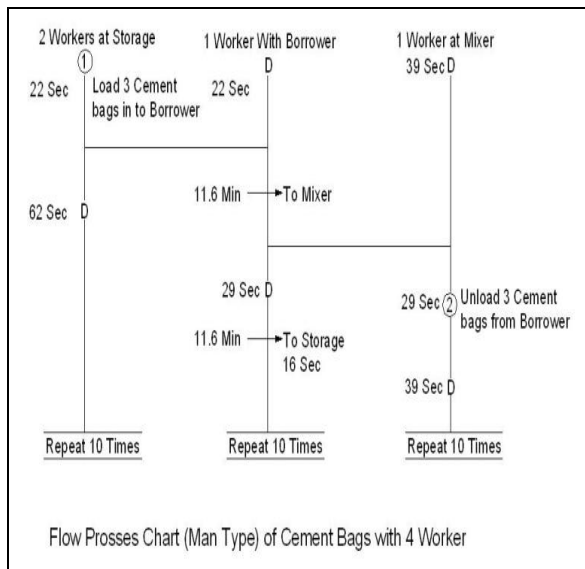 2 Workers at Storage
1
22 Sec
Load 3 Cement
bags in to Borrower
62 Sec D
Repeat 10 Times
1 Worker With Borrower
D
22 Sec
11.6 Min
To Mixer
29 Sec D
11.6 Min
To Storage
16 Sec
Repeat 10 Times
1 Worker at Mixer
39 Sec D
29 Sec 2
Unload 3 Cement
bags from Borrower
39 Sec D
Repeat 10 Times
Flow Prosses Chart (Man Type) of Cement Bags with 4 Worker